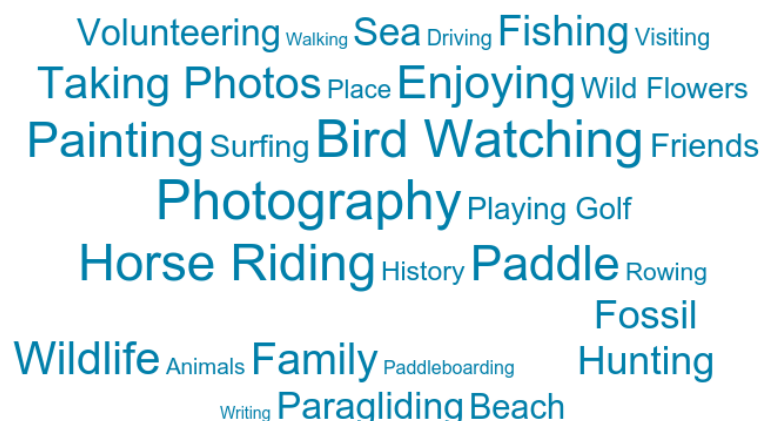 Volunteering Walking Sea Driving Fishing Visiting
Taking Photos Place Enjoying Wild Flowers
Painting Surfing Bird Watching Friends
Photography Playing Golf
Horse Riding History Paddle Rowing
Fossil
Wildlife Animals Family Paddleboarding Hunting
Writing Paragliding Beach